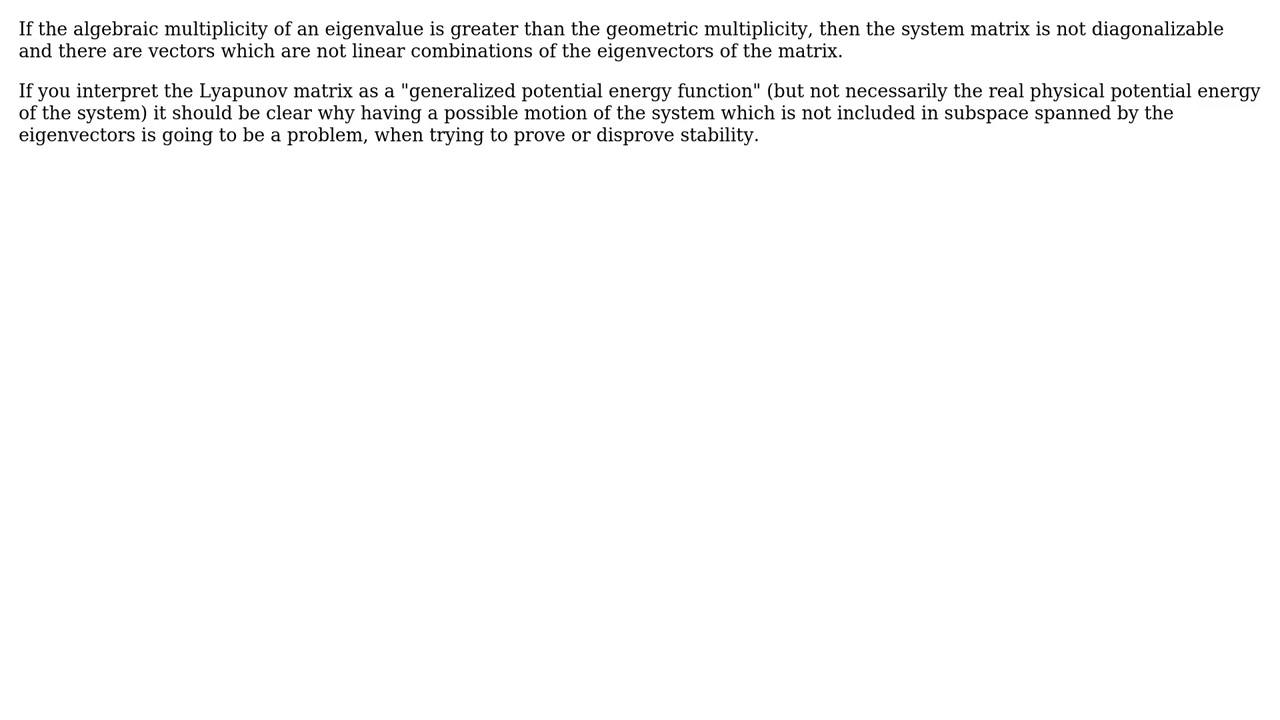 If the algebraic multiplicity of an eigenvalue is greater than the geometric multiplicity, then the system matrix is not diagonalizable
and there are vectors which are not linear combinations of the eigenvectors of the matrix.
If you interpret the Lyapunov matrix as a "generalized potential energy function" (but not necessarily the real physical potential energy
of the system) it should be clear why having a possible motion of the system which is not included in subspace spanned by the
eigenvectors is going to be a problem, when trying to prove or disprove stability.